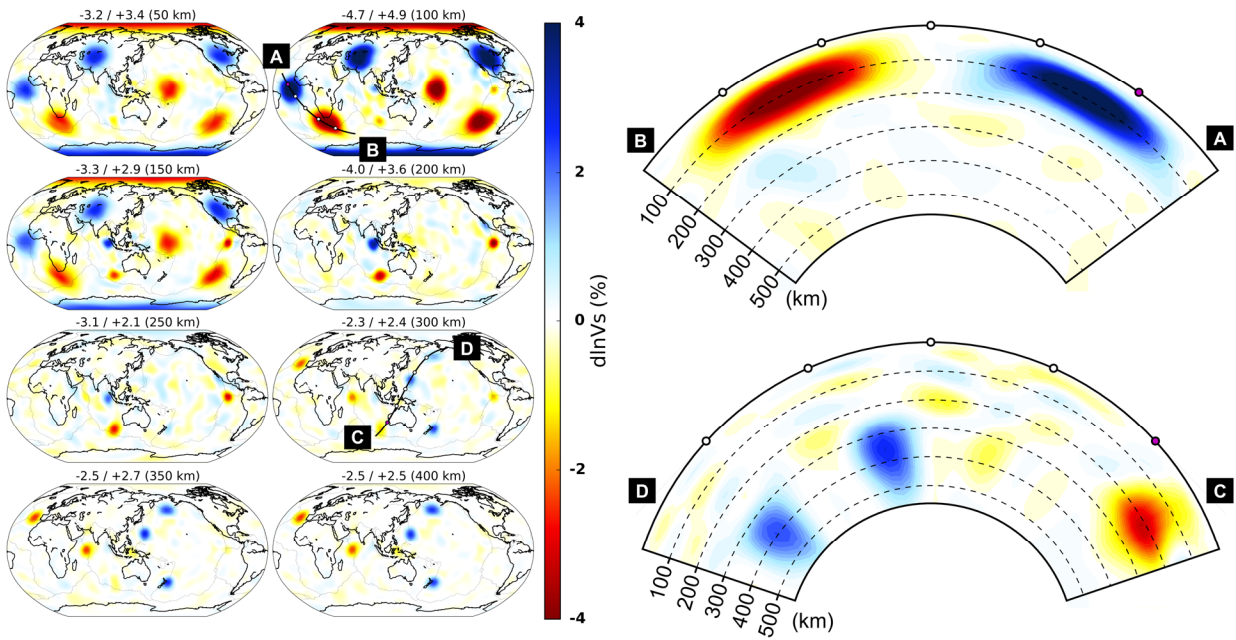 -3.2 / +3.4 (50 km)
-4.7 / +4.9 (100 km)
A
B
-3.3 / +2.9 (150 km)
-4.0 / +3.6 (200 km)
-3.1 / +2.1 (250 km)
-2.3 / +2.4 (300 km)
D
C
-2.5 / +2.7 (350 km)
-2.5 / +2.5 (400 km)
4
2
0
-2
-4
dlnVs (%)
B
A
100
200
300
400
500
(km)
D
C
100
200
300
400
500
(km)